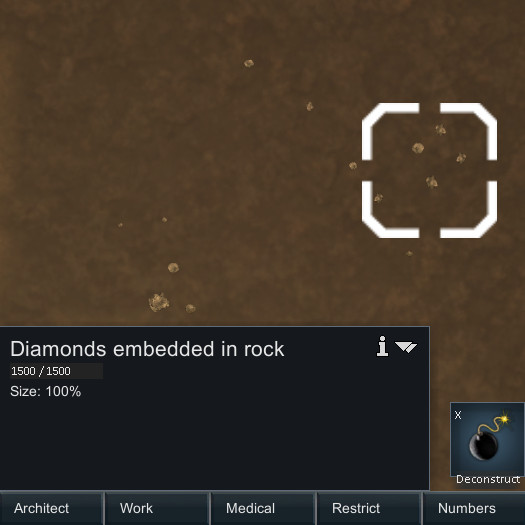 Diamonds embedded in rock
1500 / 1500
Size: 100%
X
Deconstruct
Architect
Work
Medical
Restrict
Numbers